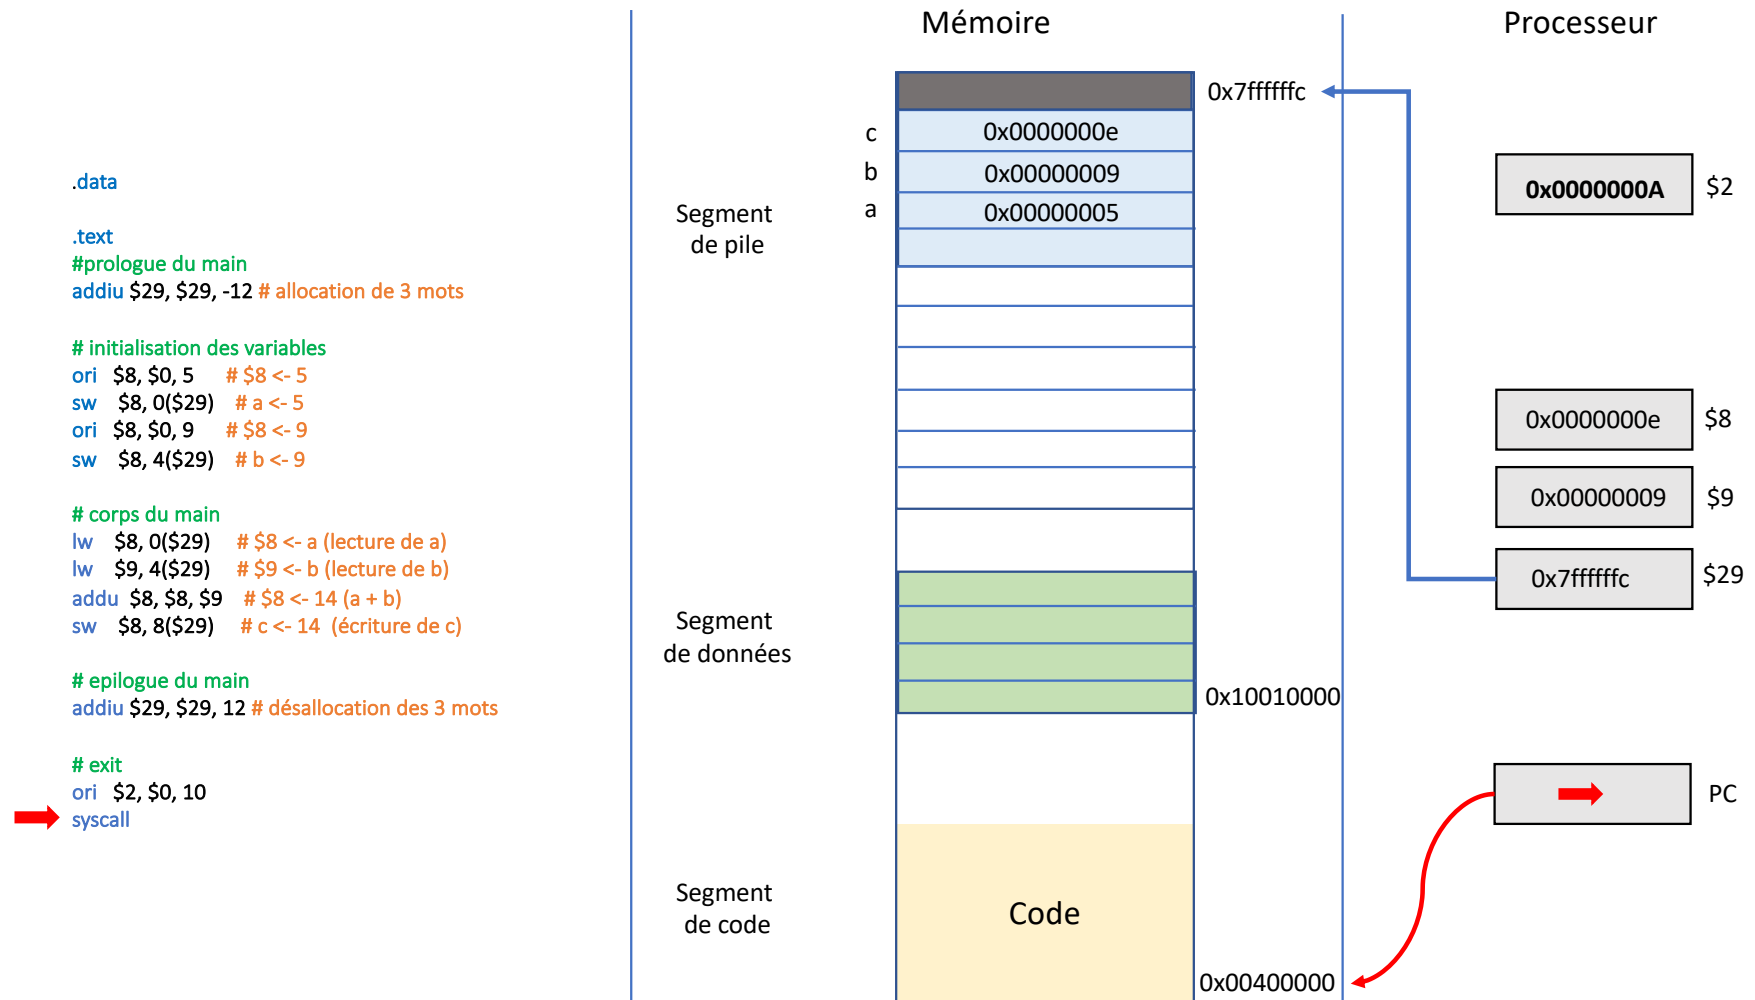 .data
.text
#prologue du main
addiu $29, $29, -12 # allocation de 3 mots
# initialisation des variables
ori $8, $0, 5 # $8 <- 5
sw $8, 0($29) # a <- 5
ori $8, $0, 9 # $8 <- 9
sw $8, 4($29) # b <- 9
# corps du main
lw $8, 0($29) # $8 <- a (lecture de a)
lw $9, 4($29) # $9 <- b (lecture de b)
addu $8, $8, $9 # $8 <- 14 (a + b)
sw $8, 8($29) # c <- 14 (écriture de c)
# epilogue du main
addiu $29, $29, 12 # désallocation des 3 mots
# exit
ori $2, $0, 10
syscall
Mémoire
0x7ffffffc
c 0x0000000e
b 0x00000009
a 0x00000005
Segment
de pile
Segment
de données
0x10010000
Segment
de code
Code
0x00400000
Processeur
0x0000000A $2
0x0000000e $8
0x00000009 $9
0x7ffffffc $29
PC